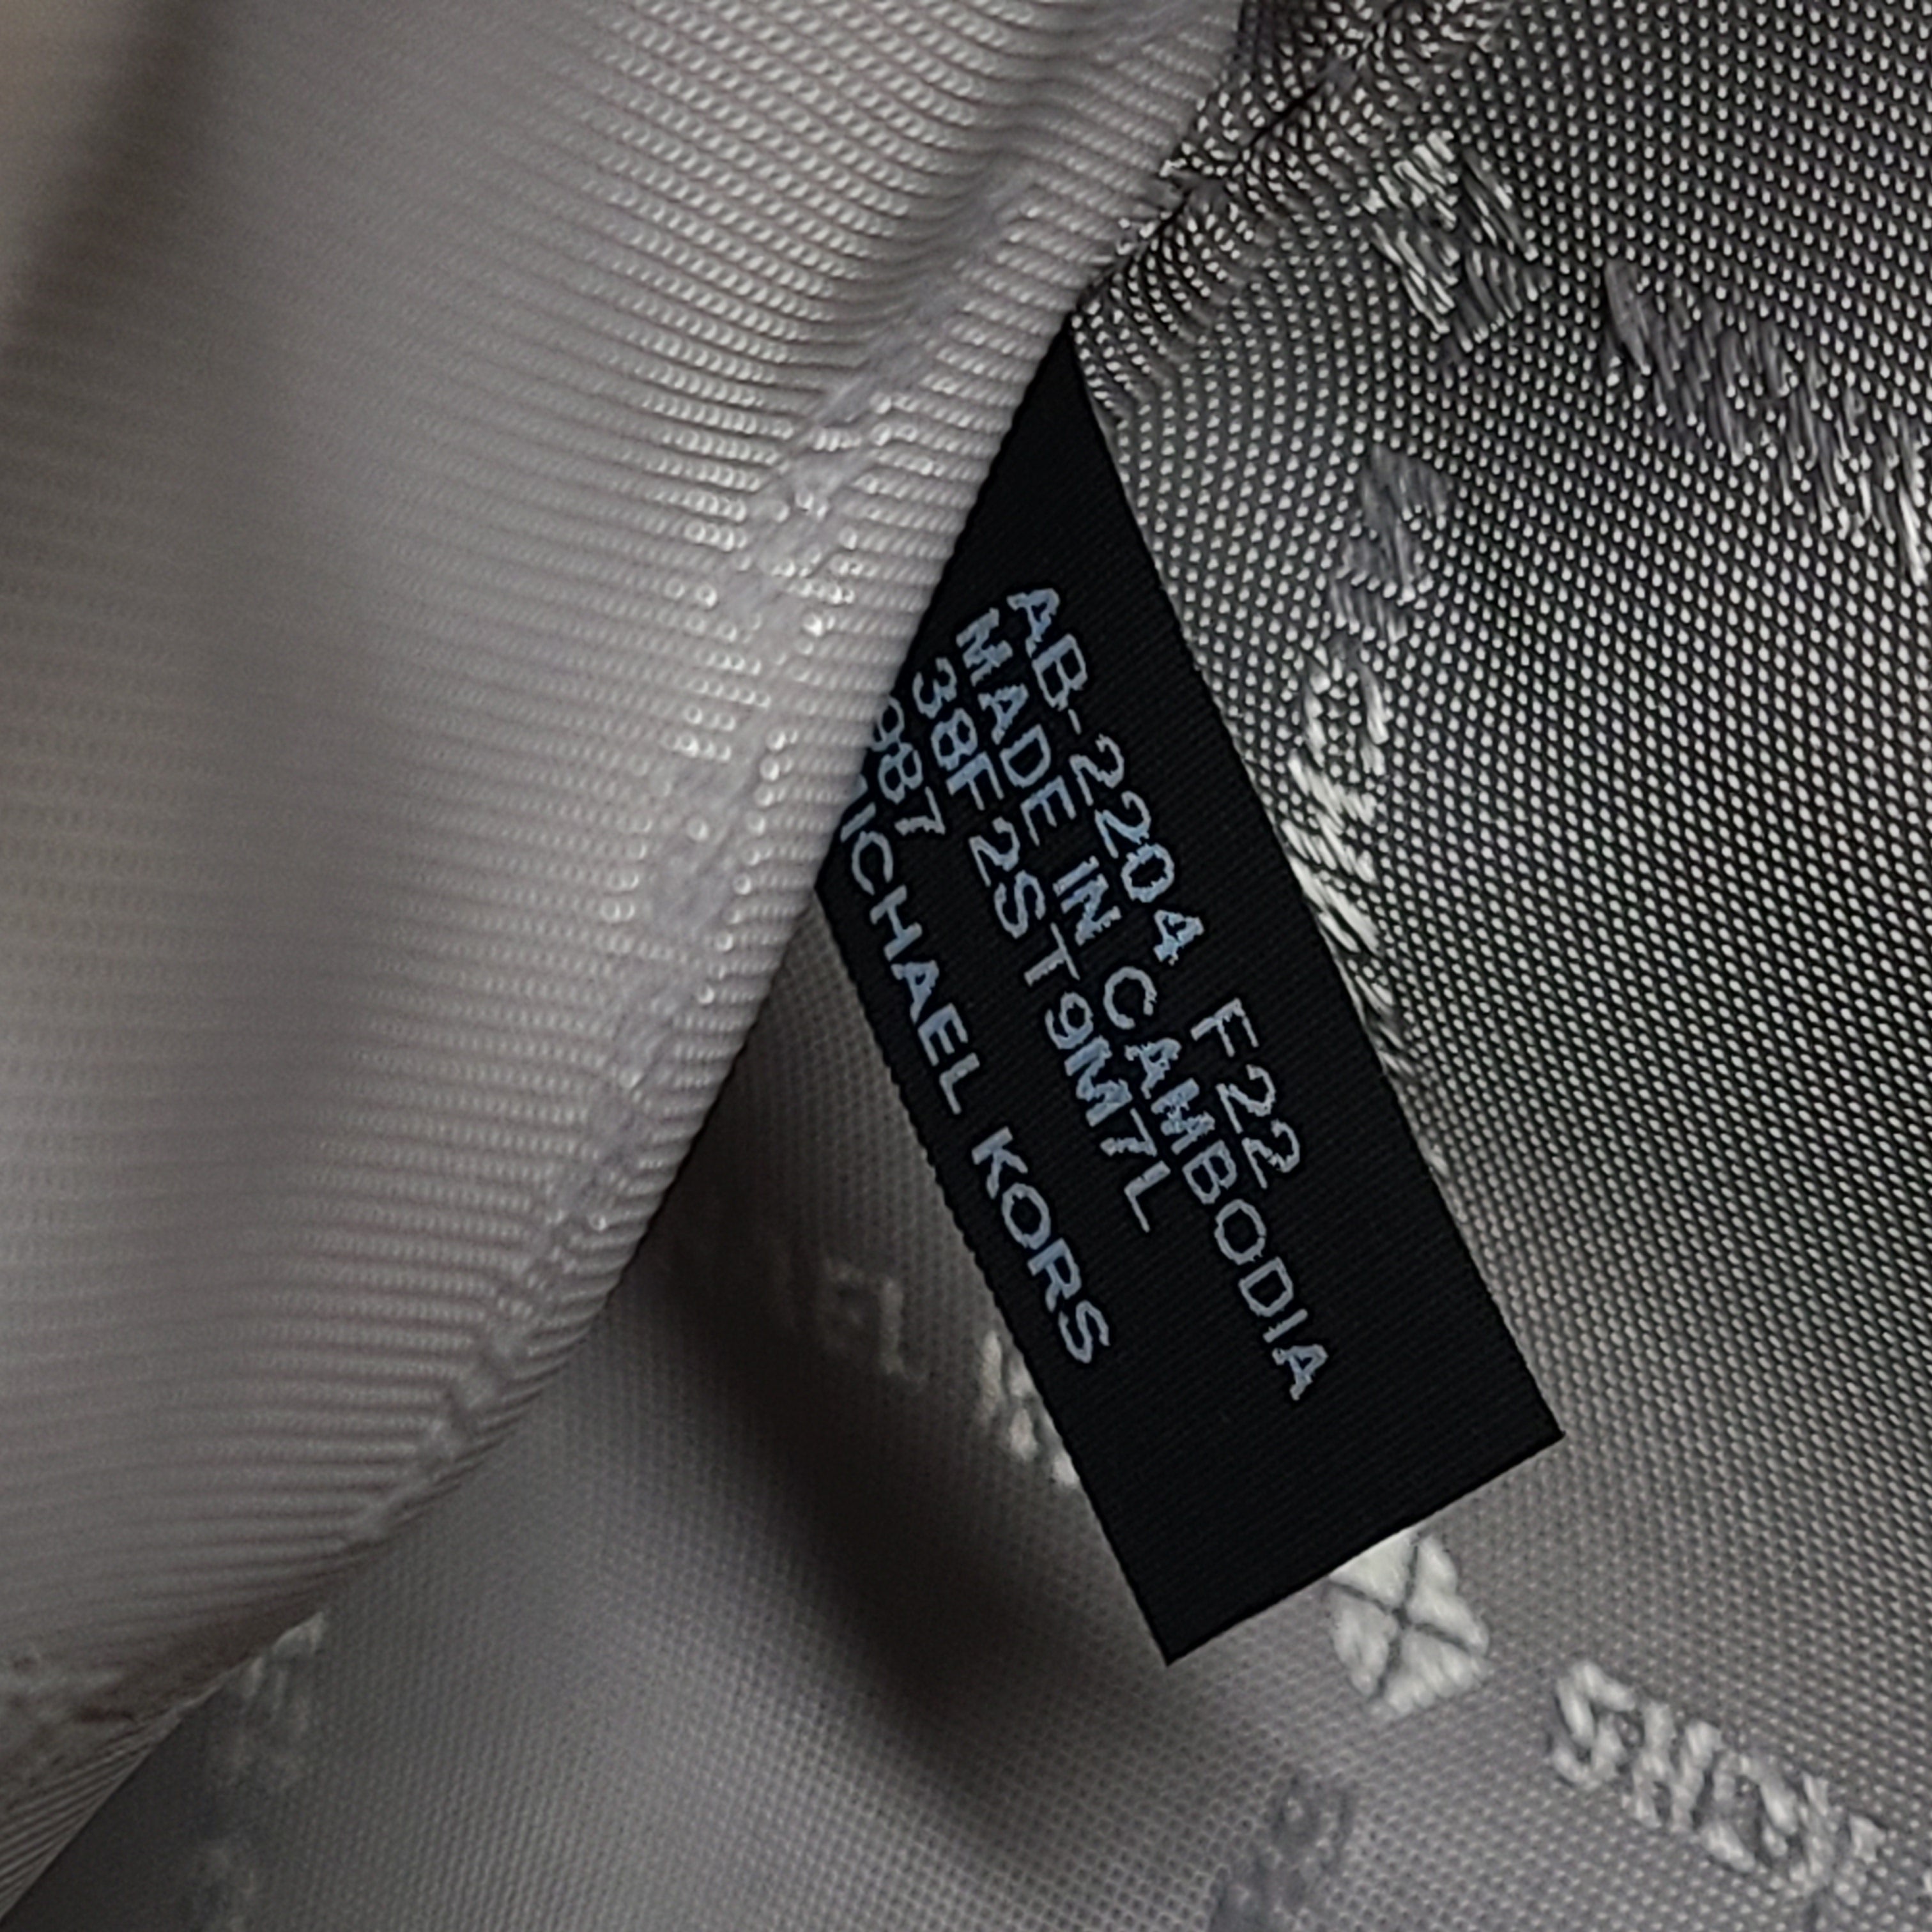 AB-2204 F22
MADE IN CAMBODIA
38F2ST9M7L
987
MICHAEL KORS